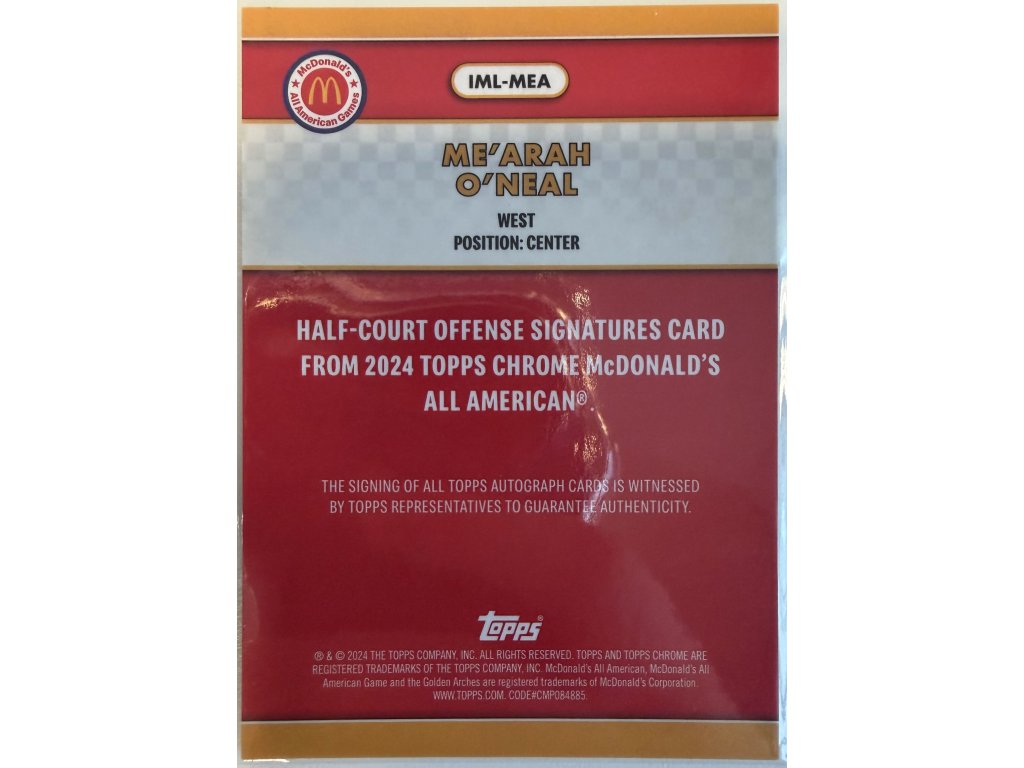 McDonald's
All American Games
IML-MEA
ME'ARAH
O'NEAL
WEST
POSITION: CENTER
HALF-COURT OFFENSE SIGNATURES CARD
FROM 2024 TOPPS CHROME McDONALD'S
ALL AMERICAN®.
THE SIGNING OF ALL TOPPS AUTOGRAPH CARDS IS WITNESSED
BY TOPPS REPRESENTATIVES TO GUARANTEE AUTHENTICITY.
topps®
® & © 2024 THE TOPPS COMPANY, INC. ALL RIGHTS RESERVED. TOPPS AND TOPPS CHROME ARE
REGISTERED TRADEMARKS OF THE TOPPS COMPANY, INC. McDonald's All American, McDonald's All
American Game and the Golden Arches are registered trademarks of McDonald's Corporation.
WWW.TOPPS.COM. CODE#CMP084885.